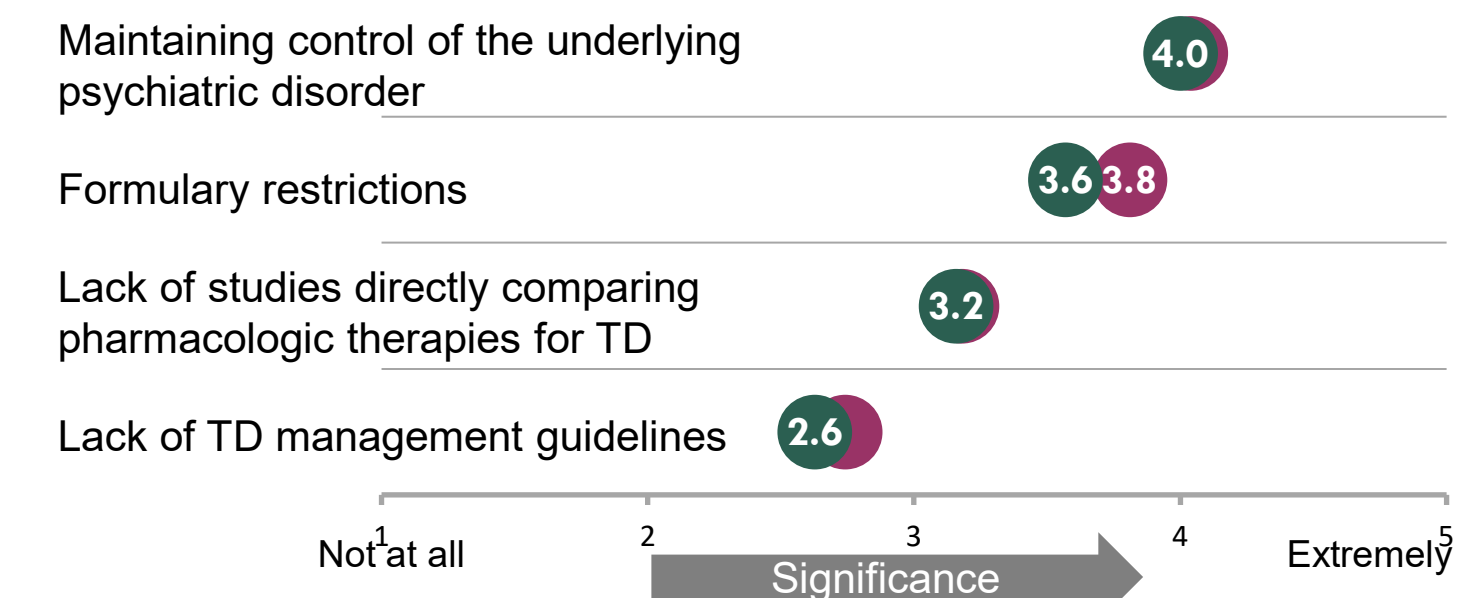 Maintaining control of the underlying
psychiatric disorder
4.0
Formulary restrictions
3.6 3.8
Lack of studies directly comparing
pharmacologic therapies for TD
3.2
Lack of TD management guidelines
2.6
1 2 3 4 5
Not at all Extremely
Significance